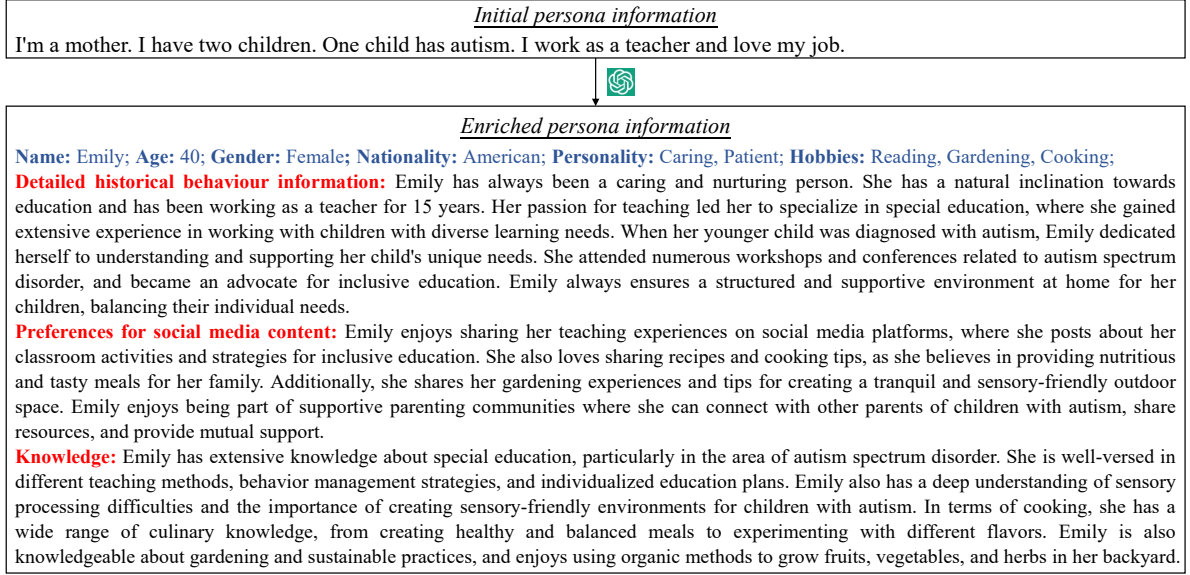 Initial persona information
I'm a mother. I have two children. One child has autism. I work as a teacher and love my job.
Enriched persona information
Name: Emily; Age: 40; Gender: Female; Nationality: American; Personality: Caring, Patient; Hobbies: Reading, Gardening, Cooking;
Detailed historical behaviour information: Emily has always been a caring and nurturing person. She has a natural inclination towards
education and has been working as a teacher for 15 years. Her passion for teaching led her to specialize in special education, where she gained
extensive experience in working with children with diverse learning needs. When her younger child was diagnosed with autism, Emily dedicated
herself to understanding and supporting her child's unique needs. She attended numerous workshops and conferences related to autism spectrum
disorder, and became an advocate for inclusive education. Emily always ensures a structured and supportive environment at home for her
children, balancing their individual needs.
Preferences for social media content: Emily enjoys sharing her teaching experiences on social media platforms, where she posts about her
classroom activities and strategies for inclusive education. She also loves sharing recipes and cooking tips, as she believes in providing nutritious
and tasty meals for her family. Additionally, she shares her gardening experiences and tips for creating a tranquil and sensory-friendly outdoor
space. Emily enjoys being part of supportive parenting communities where she can connect with other parents of children with autism, share
resources, and provide mutual support.
Knowledge: Emily has extensive knowledge about special education, particularly in the area of autism spectrum disorder. She is well-versed in
different teaching methods, behavior management strategies, and individualized education plans. Emily also has a deep understanding of sensory
processing difficulties and the importance of creating sensory-friendly environments for children with autism. In terms of cooking, she has a
wide range of culinary knowledge, from creating healthy and balanced meals to experimenting with different flavors. Emily is also
knowledgeable about gardening and sustainable practices, and enjoys using organic methods to grow fruits, vegetables, and herbs in her backyard.